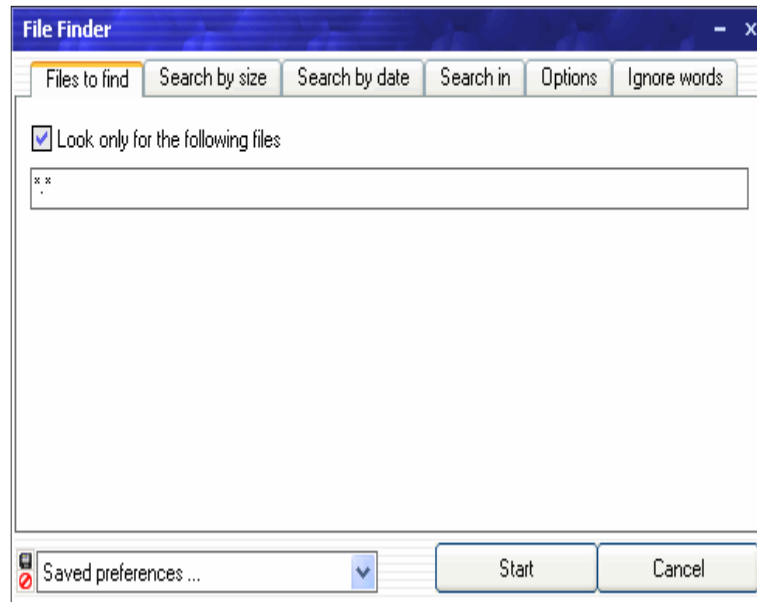 File Finder
Files to find Search by size Search by date Search in Options Ignore words
Look only for the following files
*.*
Saved preferences ... Start Cancel